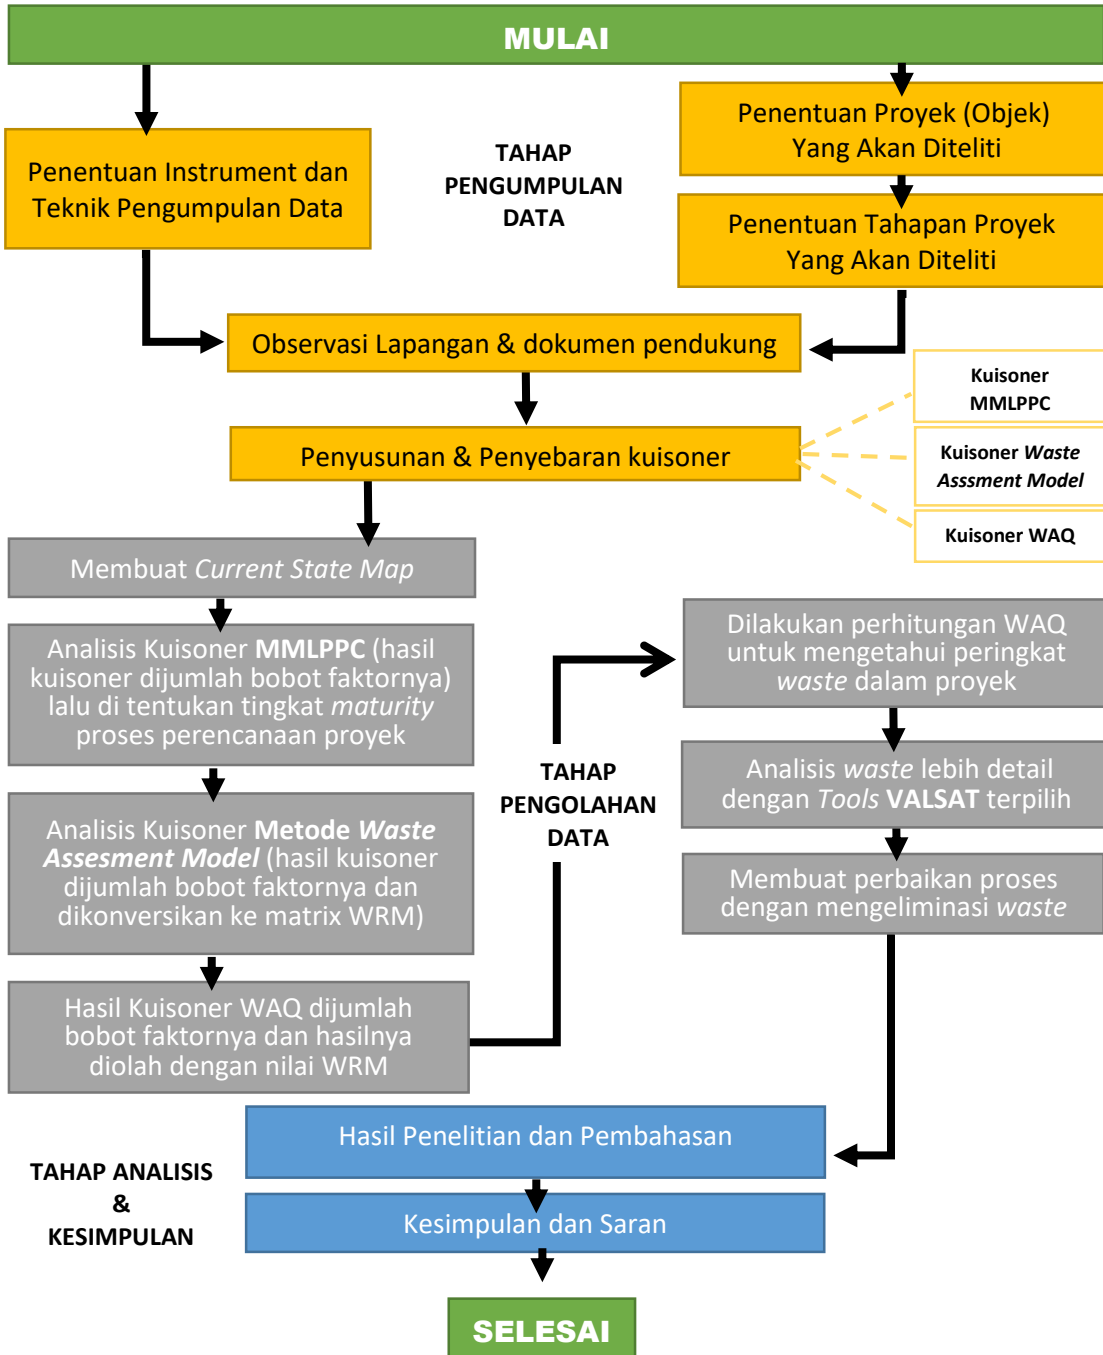 MULAI
Penentuan Instrument dan
Teknik Pengumpulan Data
TAHAP
PENGUMPULAN
DATA
Penentuan Proyek (Objek)
Yang Akan Diteliti
Penentuan Tahapan Proyek
Yang Akan Diteliti
Observasi Lapangan & dokumen pendukung
Penyusunan & Penyebaran kuisoner
Kuisoner
MMLPPC
Kuisoner Waste
Asssment Model
Kuisoner WAQ
Membuat Current State Map
Analisis Kuisoner MMLPPC (hasil
kuisoner dijumlah bobot faktornya)
lalu di tentukan tingkat maturity
proses perencanaan proyek
Analisis Kuisoner Metode Waste
Assesment Model (hasil kuisoner
dijumlah bobot faktornya dan
dikonversikan ke matrix WRM)
Hasil Kuisoner WAQ dijumlah
bobot faktornya dan hasilnya
diolah dengan nilai WRM
TAHAP
PENGOLAHAN
DATA
Dilakukan perhitungan WAQ
untuk mengetahui peringkat
waste dalam proyek
Analisis waste lebih detail
dengan Tools VALSAT terpilih
Membuat perbaikan proses
dengan mengeliminasi waste
TAHAP ANALISIS
&
KESIMPULAN
Hasil Penelitian dan Pembahasan
Kesimpulan dan Saran
SELESAI